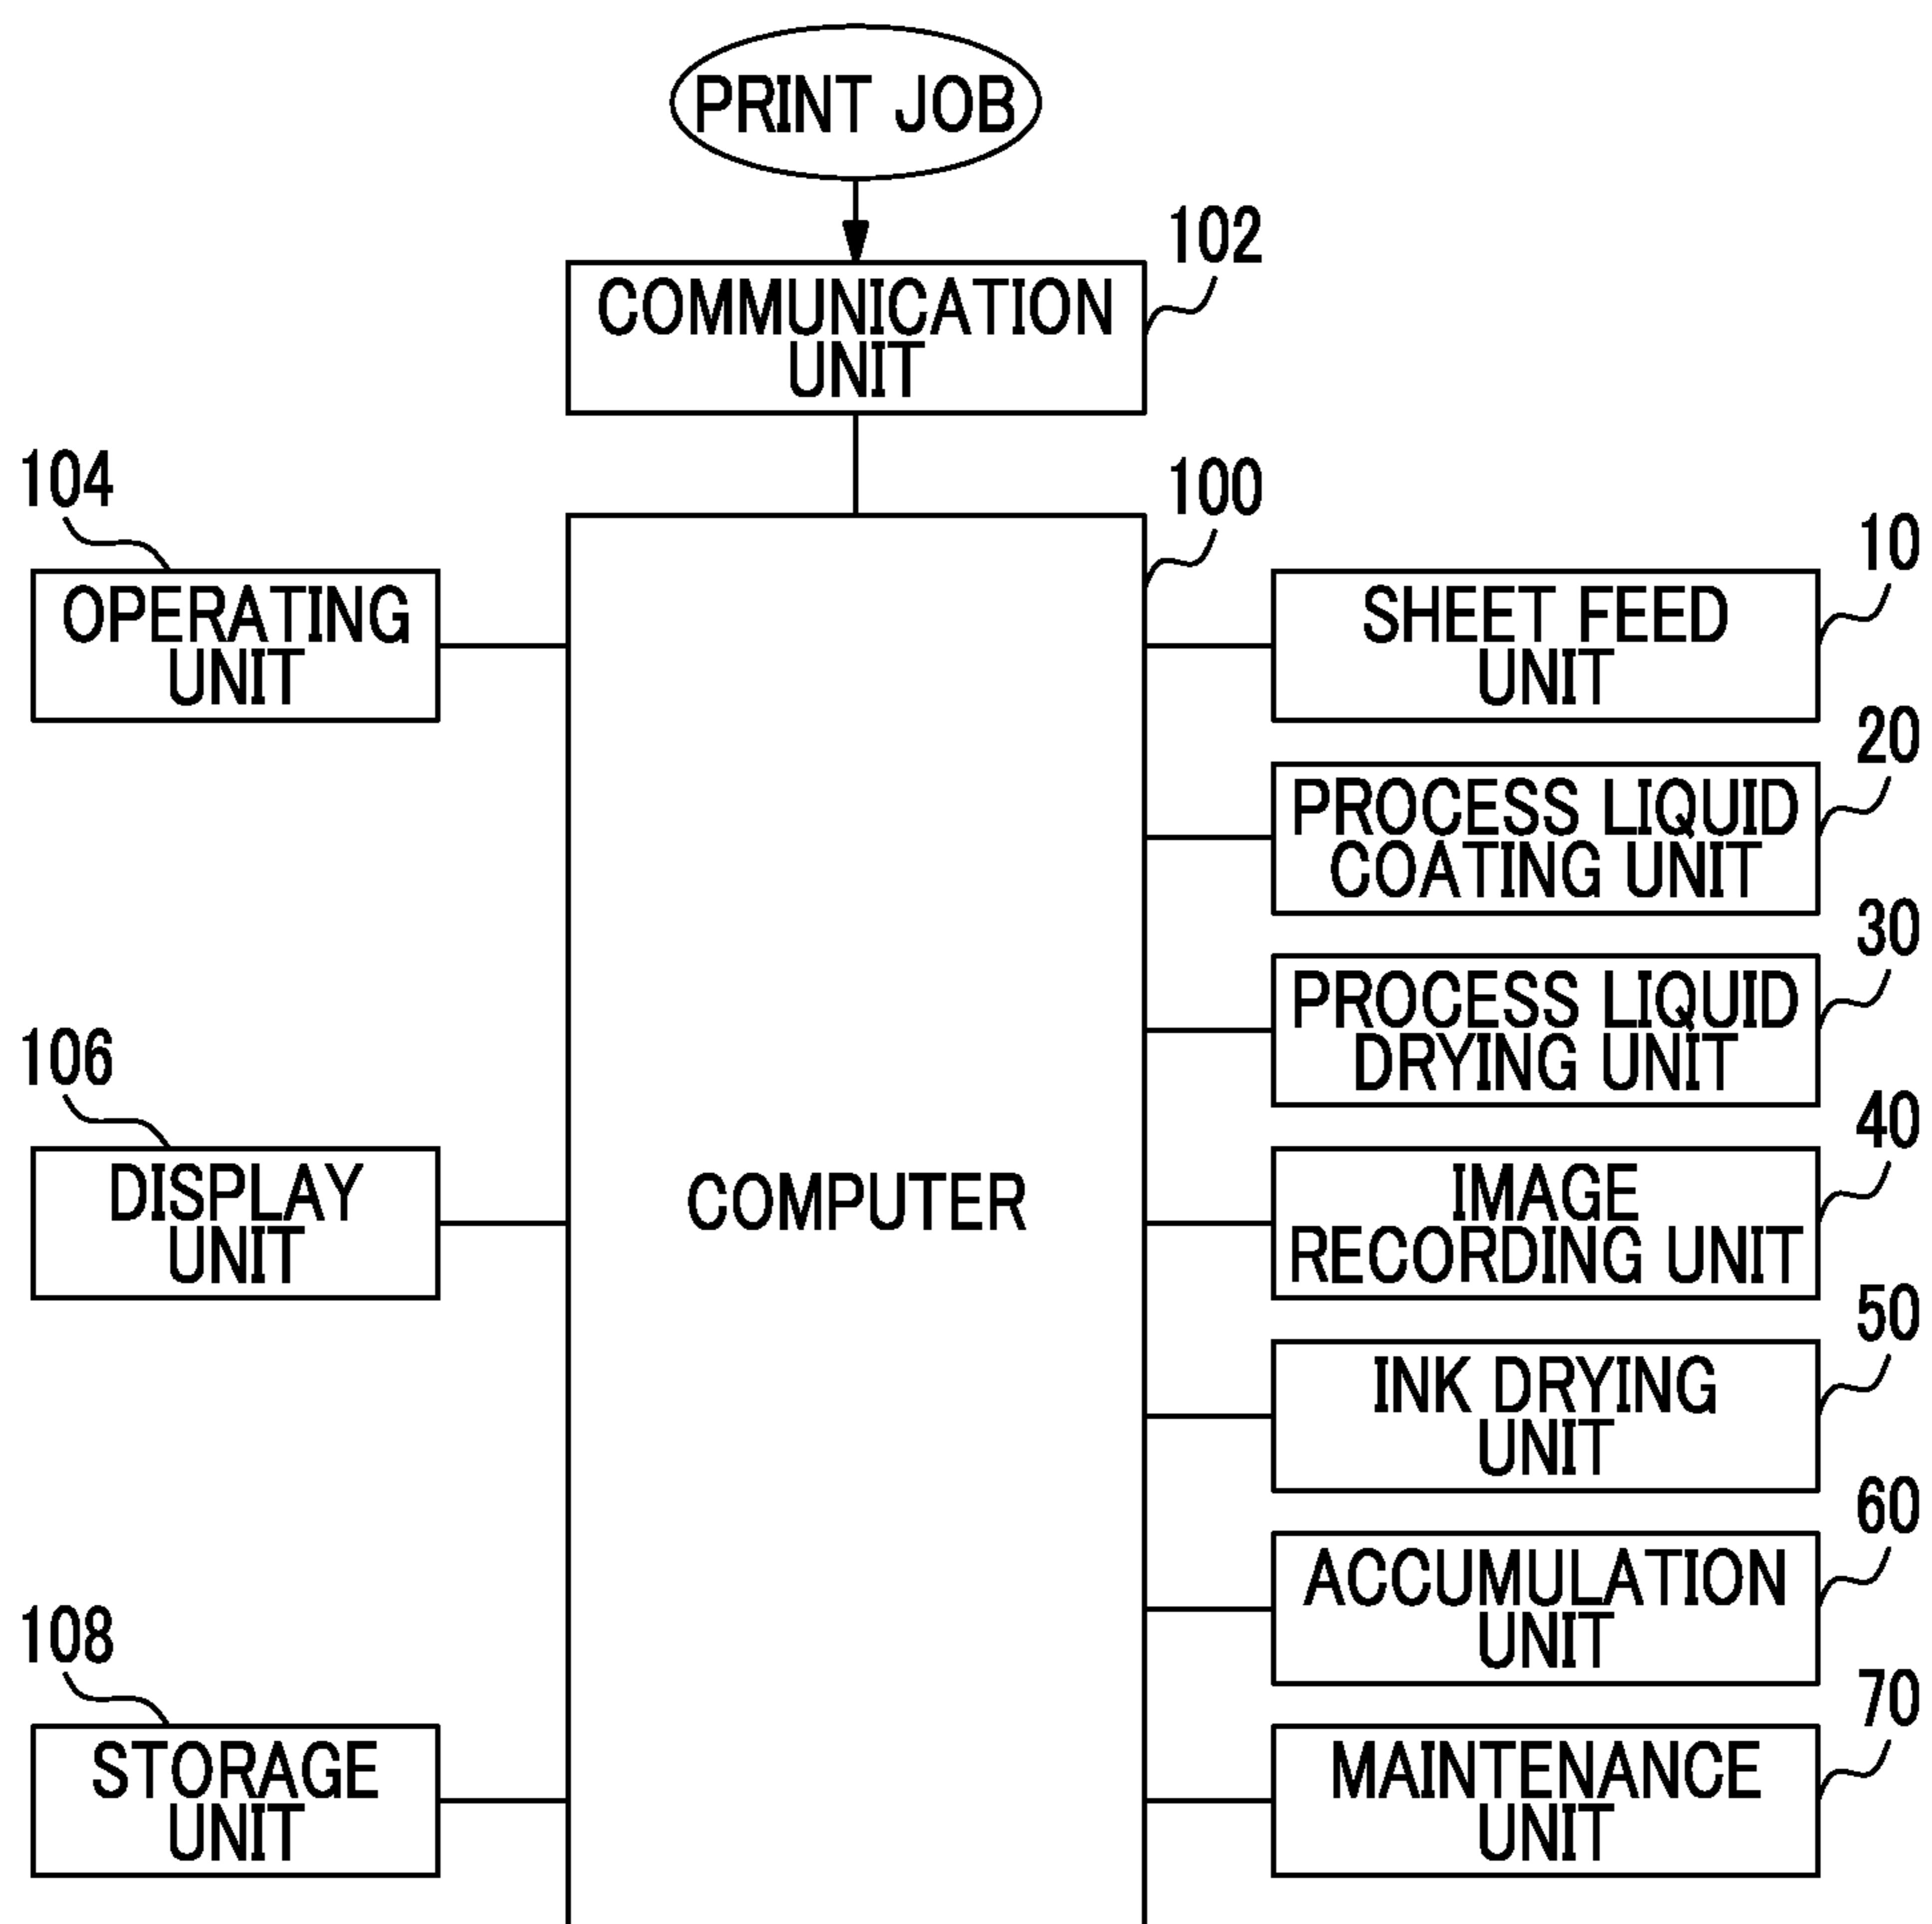 PRINT JOB
102
COMMUNICATION
UNIT
104
100
10
OPERATING
UNIT
SHEET FEED
UNIT
20
PROCESS LIQUID
COATING UNIT
30
PROCESS LIQUID
DRYING UNIT
106
40
DISPLAY
UNIT
COMPUTER
IMAGE
RECORDING UNIT
50
INK DRYING
UNIT
60
ACCUMULATION
UNIT
108
70
STORAGE
UNIT
MAINTENANCE
UNIT